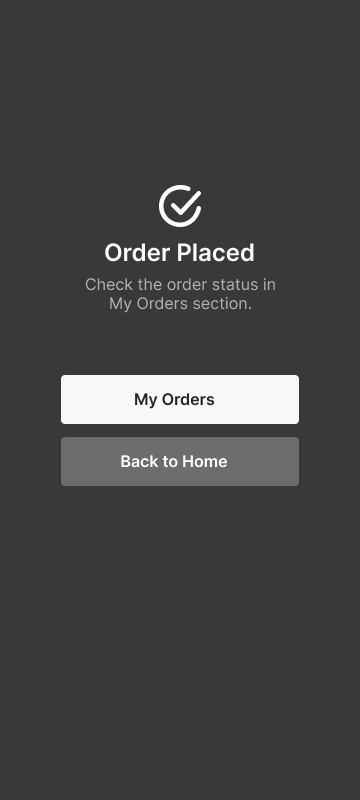 Order Placed
Check the order status in
My Orders section.
My Orders
Back to Home